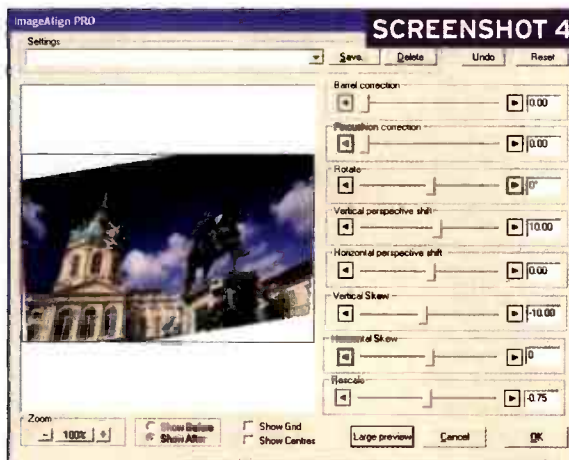 ImageAlign PRO
SCREENSHOT 4
Settings
Save. Delete Undo Reset
Barrel correction
0.00
Pincushion correction
0.00
Rotate
0°
Vertical perspective shift
10.00
Horizontal perspective shift
0.00
Vertical Skew
-10.00
Horizontal Skew
0
Rescale
-0.75
Zoom
- 100% +
Show Before
Show After
Show Grid
Show Centres
Large preview Cancel OK